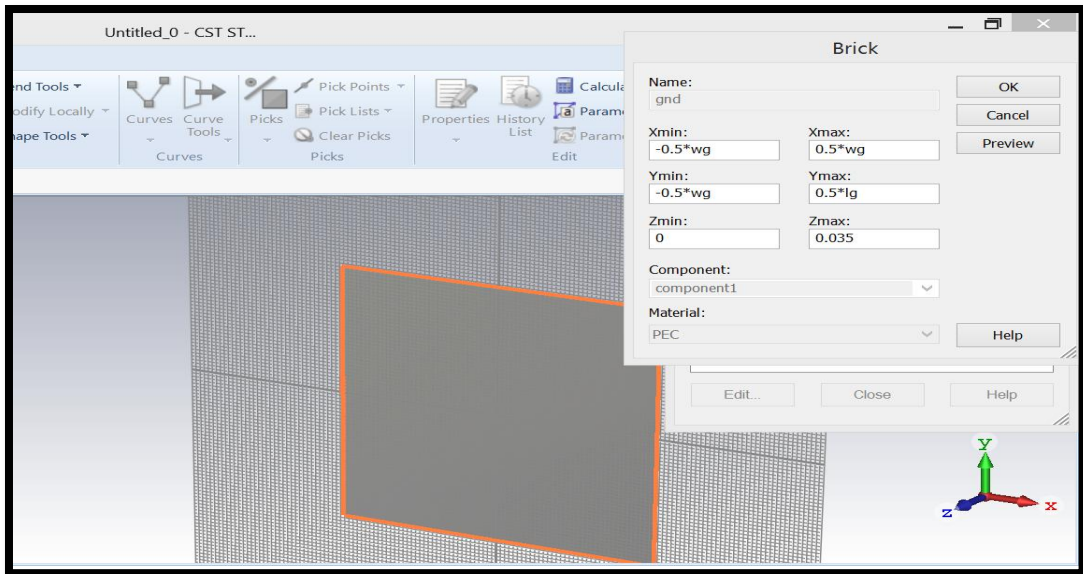 Untitled_0 - CST ST...
nd Tools
odify Locally
ape Tools
Curves
Curve Tools
Curves
Picks
Pick Points
Pick Lists
Clear Picks
Picks
Properties
History List
Calcula
Param
Param
Edit
Brick
Name:
gnd
OK
Cancel
Preview
Xmin:
Xmax:
-0.5*wg
0.5*wg
Ymin:
Ymax:
-0.5*wg
0.5*lg
Zmin:
Zmax:
0
0.035
Component:
component1
Material:
PEC
Help
Edit...
Close
Help
y
z
x